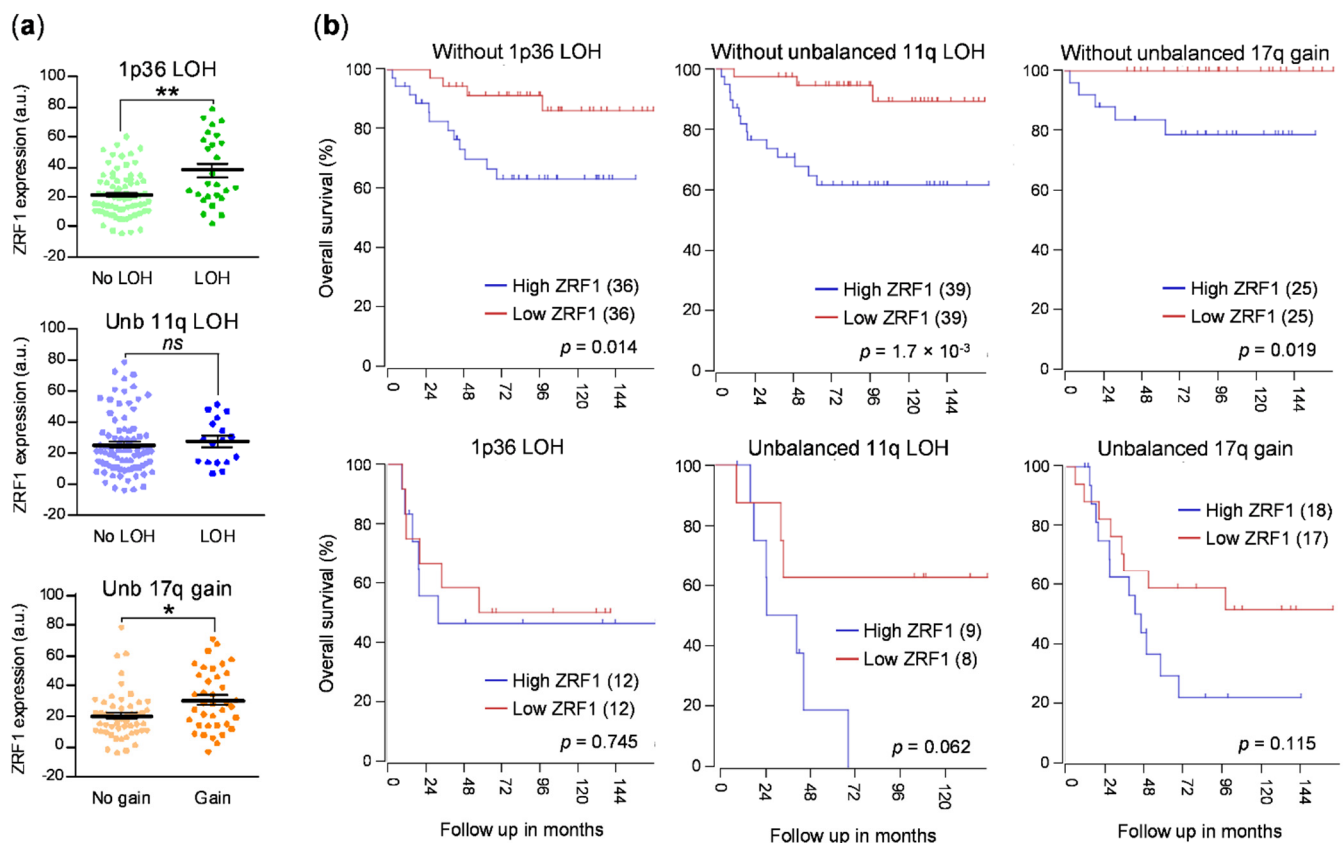 (a)
1p36 LOH
**
ZRF1 expression (a.u.)
100
80
60
40
20
0
-20
No LOH LOH
Unb 11q LOH
ns
ZRF1 expression (a.u.)
100
80
60
40
20
0
-20
No LOH LOH
Unb 17q gain
*
ZRF1 expression (a.u.)
100
80
60
40
20
0
-20
No gain Gain
(b)
Without 1p36 LOH
Overall survival (%)
100
80
60
40
20
0
High ZRF1 (36)
Low ZRF1 (36)
p = 0.014
0 24 48 72 96 120 144
Without unbalanced 11q LOH
100
80
60
40
20
0
High ZRF1 (39)
Low ZRF1 (39)
p = 1.7 × 10-3
0 24 48 72 96 120 144
Without unbalanced 17q gain
100
80
60
40
20
0
High ZRF1 (25)
Low ZRF1 (25)
p = 0.019
0 24 48 72 96 120 144
1p36 LOH
Overall survival (%)
100
80
60
40
20
0
High ZRF1 (12)
Low ZRF1 (12)
p = 0.745
0 24 48 72 96 120 144
Follow up in months
Unbalanced 11q LOH
100
80
60
40
20
0
High ZRF1 (9)
Low ZRF1 (8)
p = 0.062
0 24 48 72 96 120
Follow up in months
Unbalanced 17q gain
100
80
60
40
20
0
High ZRF1 (18)
Low ZRF1 (17)
p = 0.115
0 24 48 72 96 120 144
Follow up in months